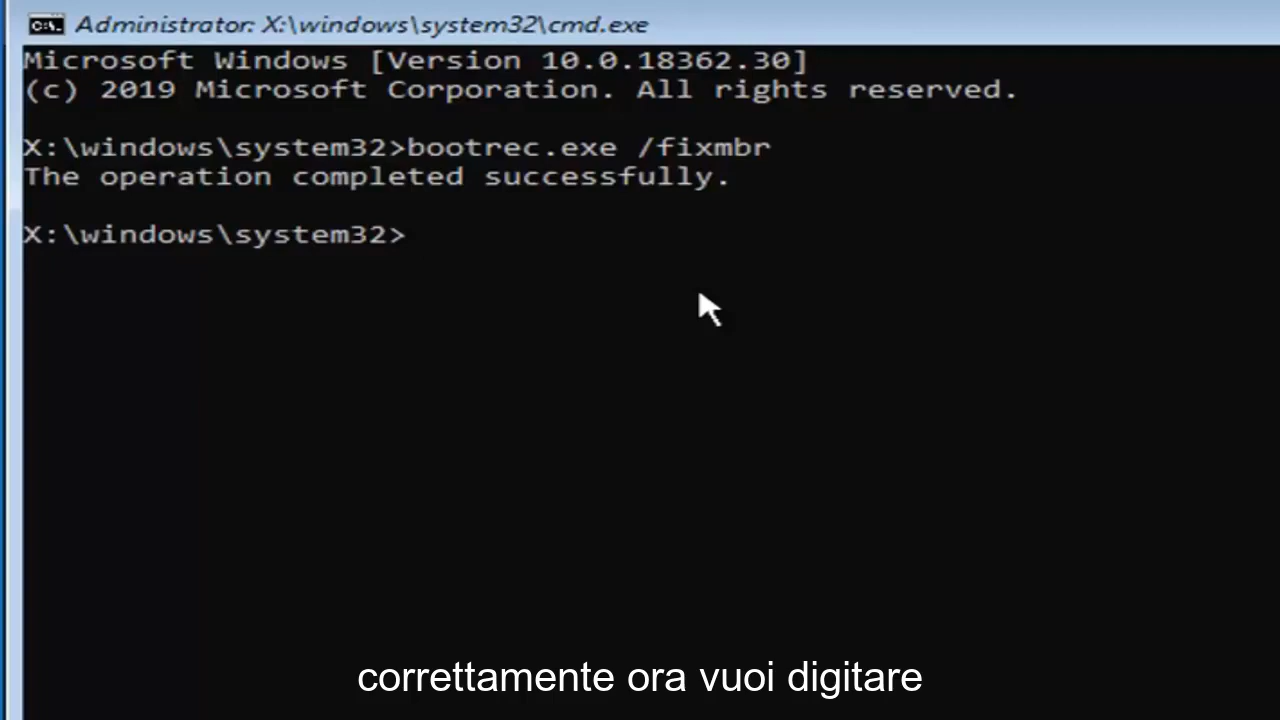 Administrator: X:\windows\system32\cmd.exe
Microsoft Windows [Version 10.0.18362.30]
(c) 2019 Microsoft Corporation. All rights reserved.
X:\windows\system32>bootrec.exe /fixmbr
The operation completed successfully.
X:\windows\system32>
correttamente ora vuoi digitare